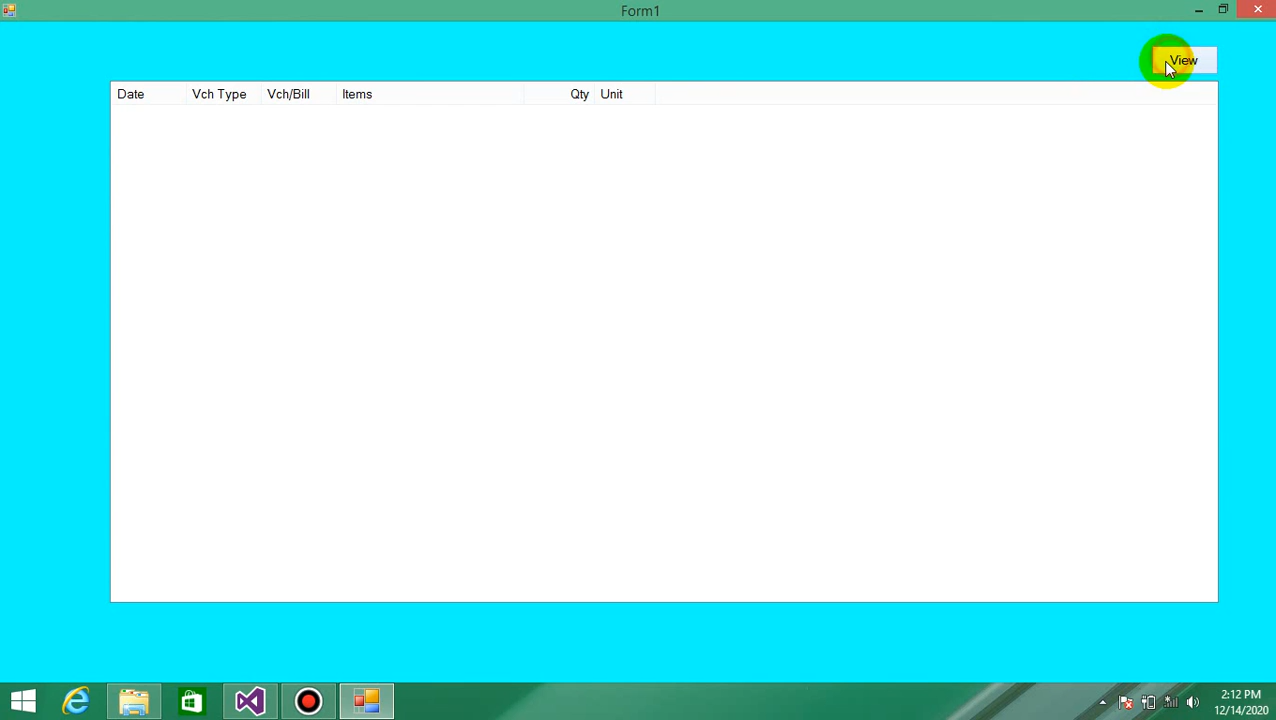 Form1
View
Date Vch Type Vch/Bill Items Qty Unit
2:12 PM
12/14/2020